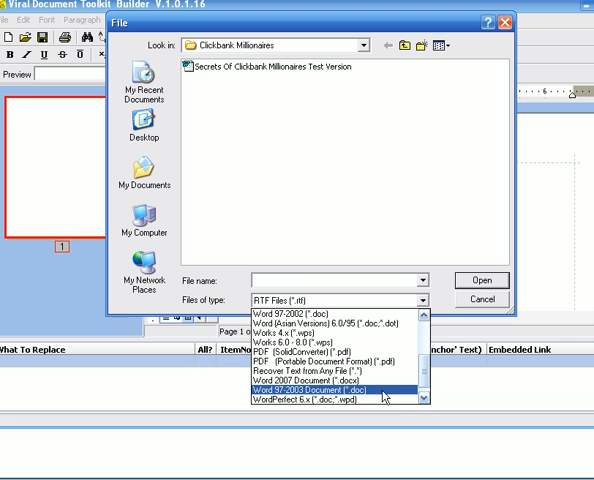 Viral Document Toolkit Builder V.1.0.1.16
File Edit Font Paragraph
File
Look in: Clickbank Millionaires
B I U S O
Preview
My Recent
Documents
Desktop
My Documents
My Computer
My Network
Places
Secrets Of Clickbank Millionaires Test Version
6
1
File name:
Open
Files of type: RTF Files (*.rtf)
Cancel
Word 97-2002 (*.doc)
Word (Asian Versions) 6.0/95 (*.doc;*.dot)
Works 4.x (*.wps)
Works 6.0 - 8.0 (*.wps)
PDF (SolidConverter) (*.pdf)
PDF (Portable Document Format) (*.pdf)
Recover Text from Any File (*.*)
Word 2007 Document (*.docx)
Word 97-2003 Document (*.doc)
WordPerfect 6.x (*.doc;*.wpd)
Page 1 o
What To Replace All? ItemNo nchor' Text) Embedded Link